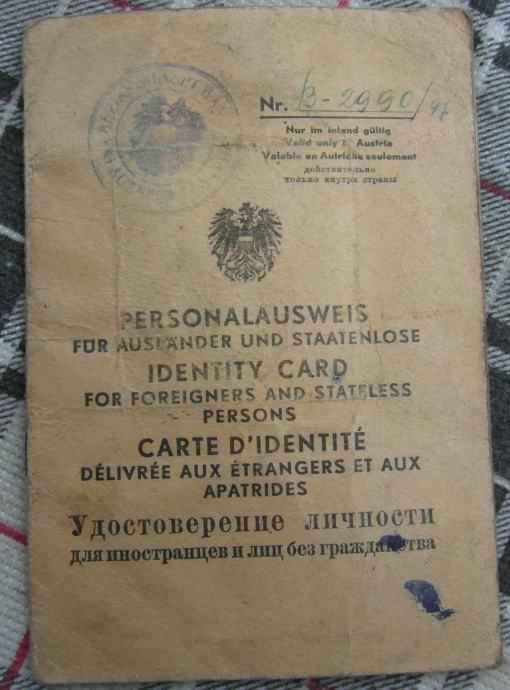 Nr. B-2990/47
Nur im Inland gültig
Valid only i. Austria
Valable en Autriche seulement
действительно
только внутри страны
PERSONALAUSWEIS
FÜR AUSLÄNDER UND STAATENLOSE
IDENTITY CARD
FOR FOREIGNERS AND STATELESS
PERSONS
CARTE D'IDENTITÉ
DÉLIVRÉE AUX ÉTRANGERS ET AUX
APATRIDES
Удостоверение личности
для иностранцев и лиц без гражданства